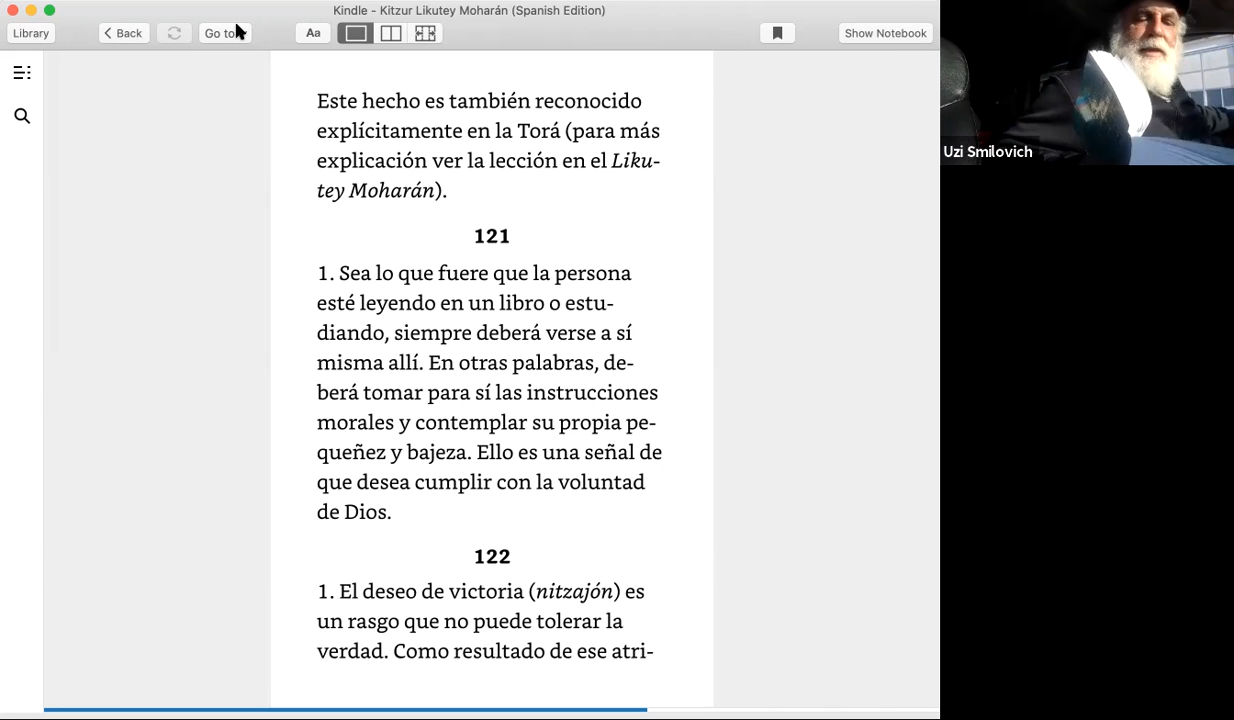 Kindle - Kitzur Likutey Moharán (Spanish Edition)
Library
Back
Go to
Aa
Show Notebook
Este hecho es también reconocido
explícitamente en la Torá (para más
explicación ver la lección en el Liku-
tey Moharán).
121
1. Sea lo que fuere que la persona
esté leyendo en un libro o estu-
diando, siempre deberá verse a sí
misma allí. En otras palabras, de-
berá tomar para sí las instrucciones
morales y contemplar su propia pe-
queñez y bajeza. Ello es una señal de
que desea cumplir con la voluntad
de Dios.
122
1. El deseo de victoria (nitzajón) es
un rasgo que no puede tolerar la
verdad. Como resultado de ese atri-
Uzi Smilovich